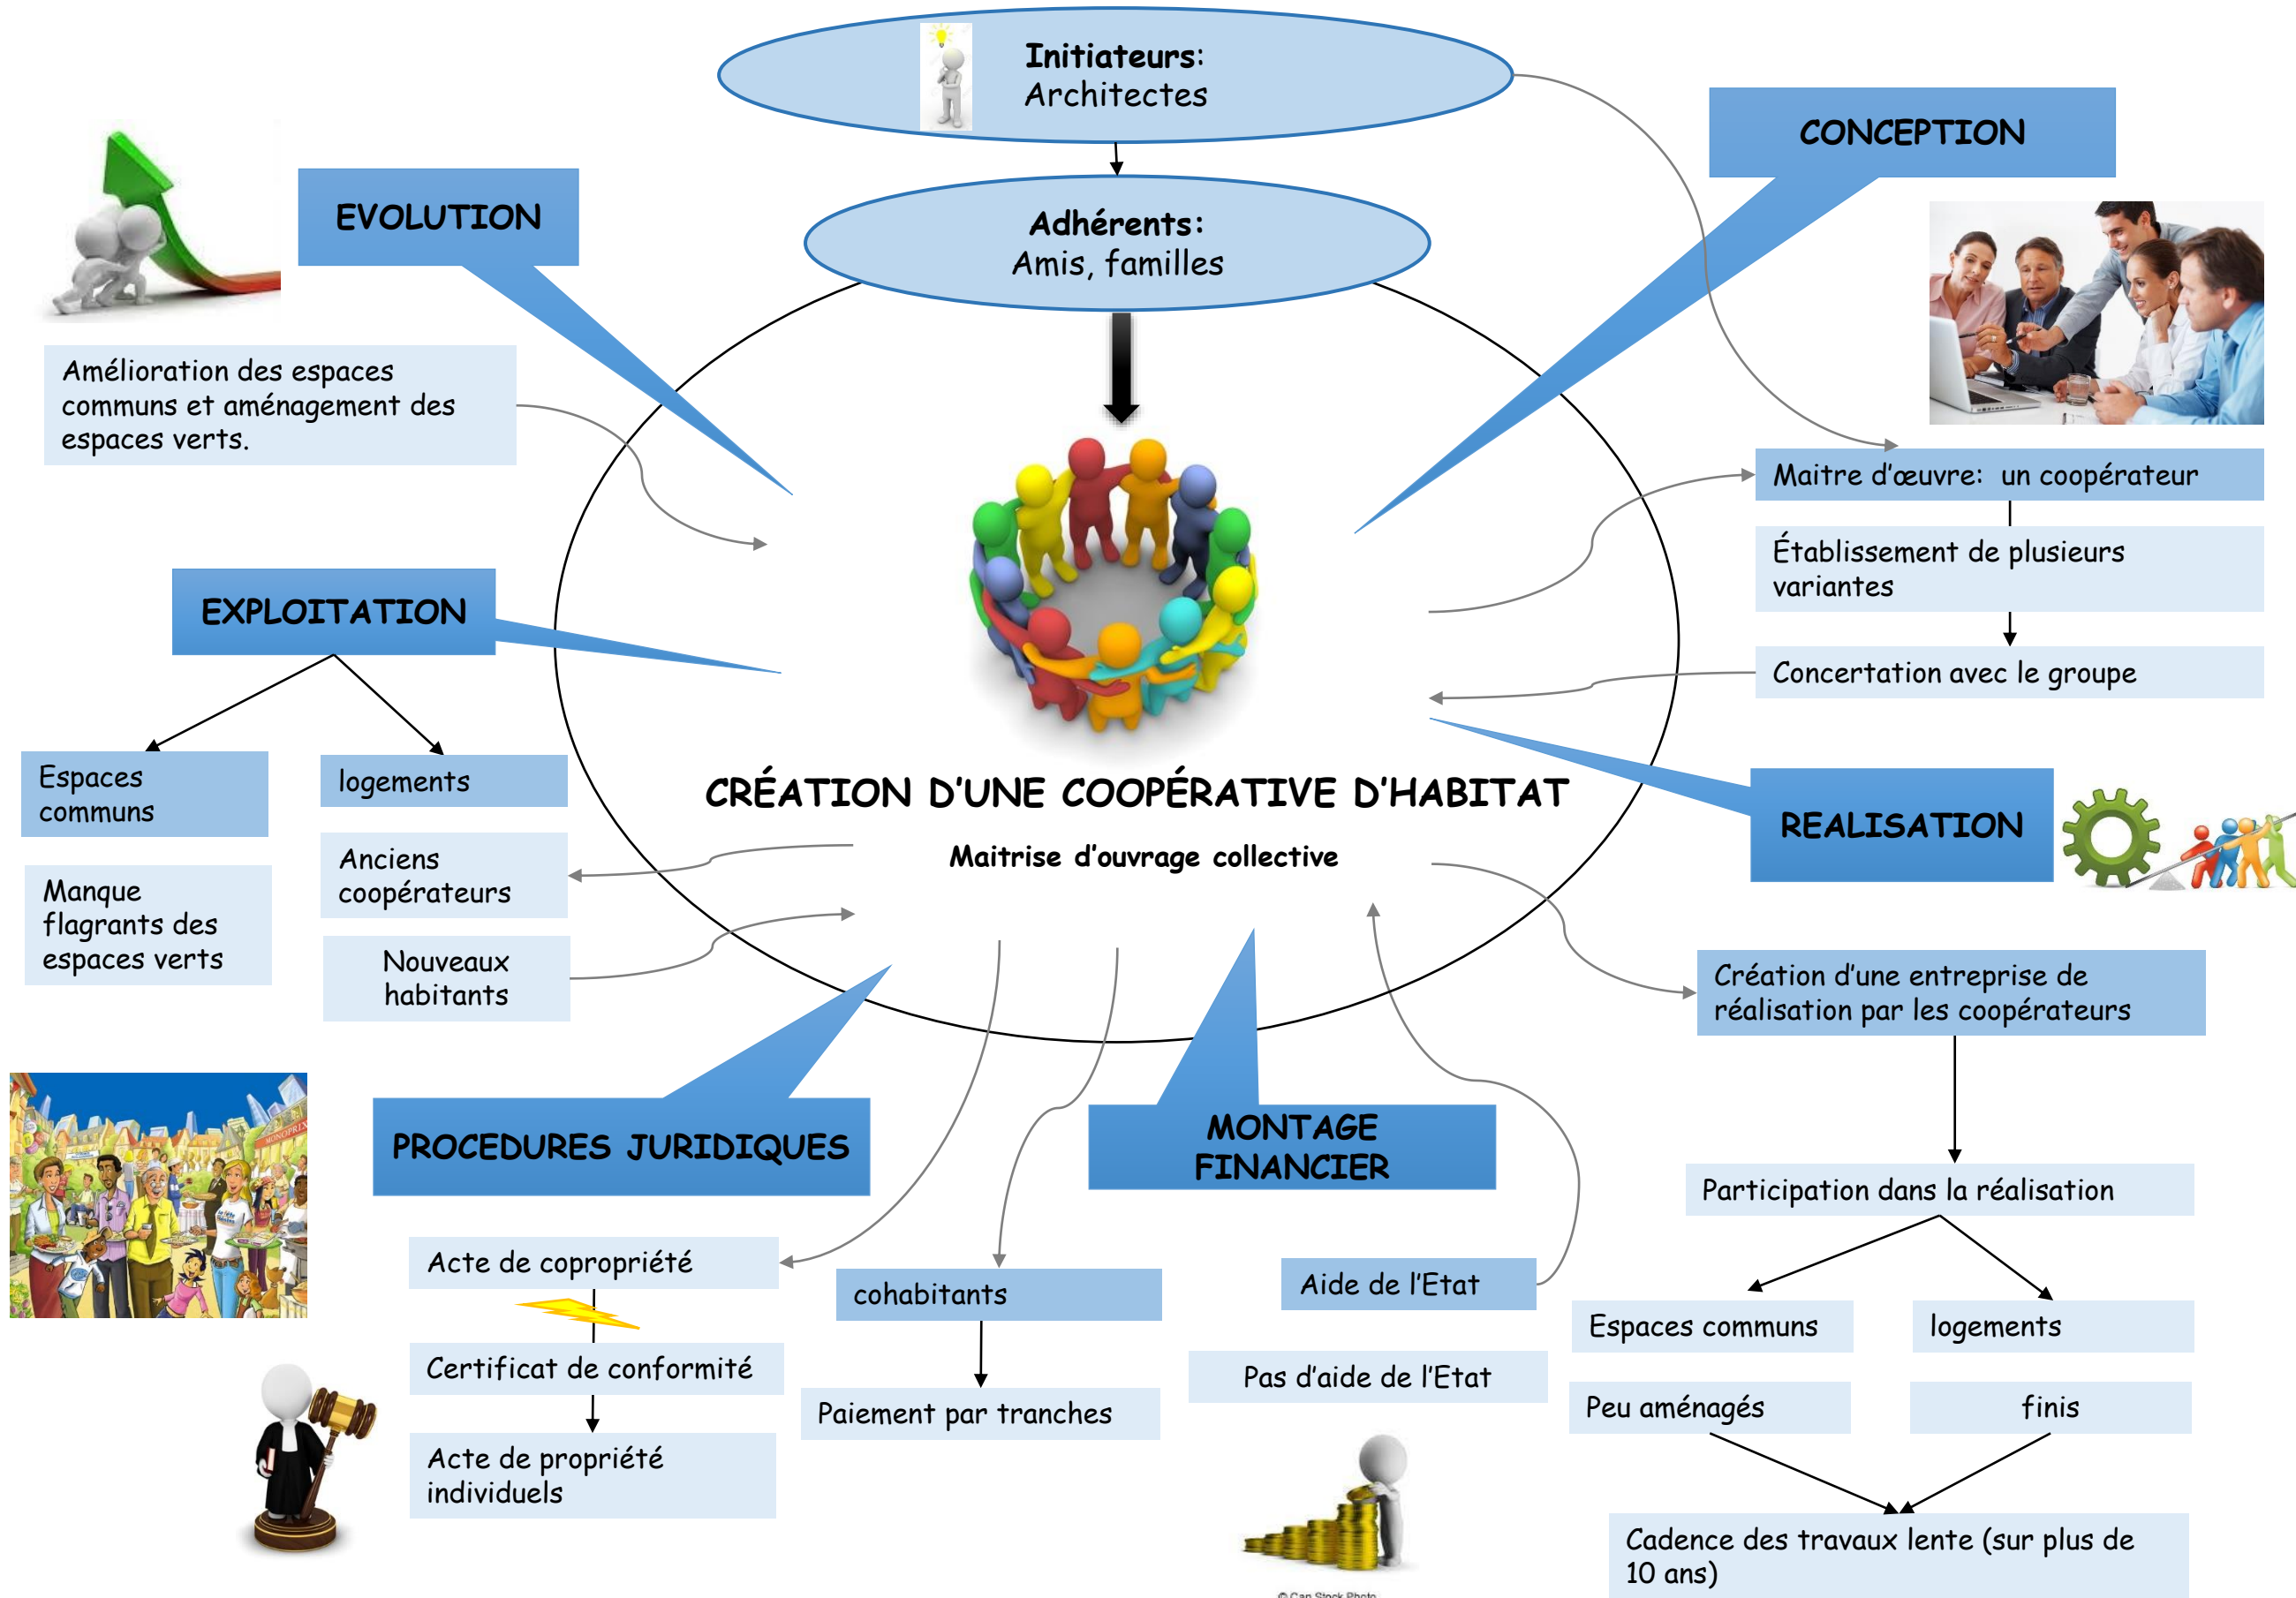 Initiateurs:
Architectes
CONCEPTION
EVOLUTION
Adhérents:
Amis, familles
Amélioration des espaces
communs et aménagement des
espaces verts.
Maitre d'œuvre: un coopérateur
Établissement de plusieurs
variantes
Concertation avec le groupe
EXPLOITATION
Espaces
communs
logements
Manque
flagrants des
espaces verts
Anciens
coopérateurs
Nouveaux
habitants
CRÉATION D'UNE COOPÉRATIVE D'HABITAT
Maitrise d'ouvrage collective
REALISATION
Création d'une entreprise de
réalisation par les coopérateurs
Participation dans la réalisation
Espaces communs
logements
Peu aménagés
finis
Cadence des travaux lente (sur plus de
10 ans)
MONOPRIX
PROCEDURES JURIDIQUES
MONTAGE
FINANCIER
Acte de copropriété
Certificat de conformité
Acte de propriété
individuels
cohabitants
Paiement par tranches
Aide de l'Etat
Pas d'aide de l'Etat
© Can Stock Photo